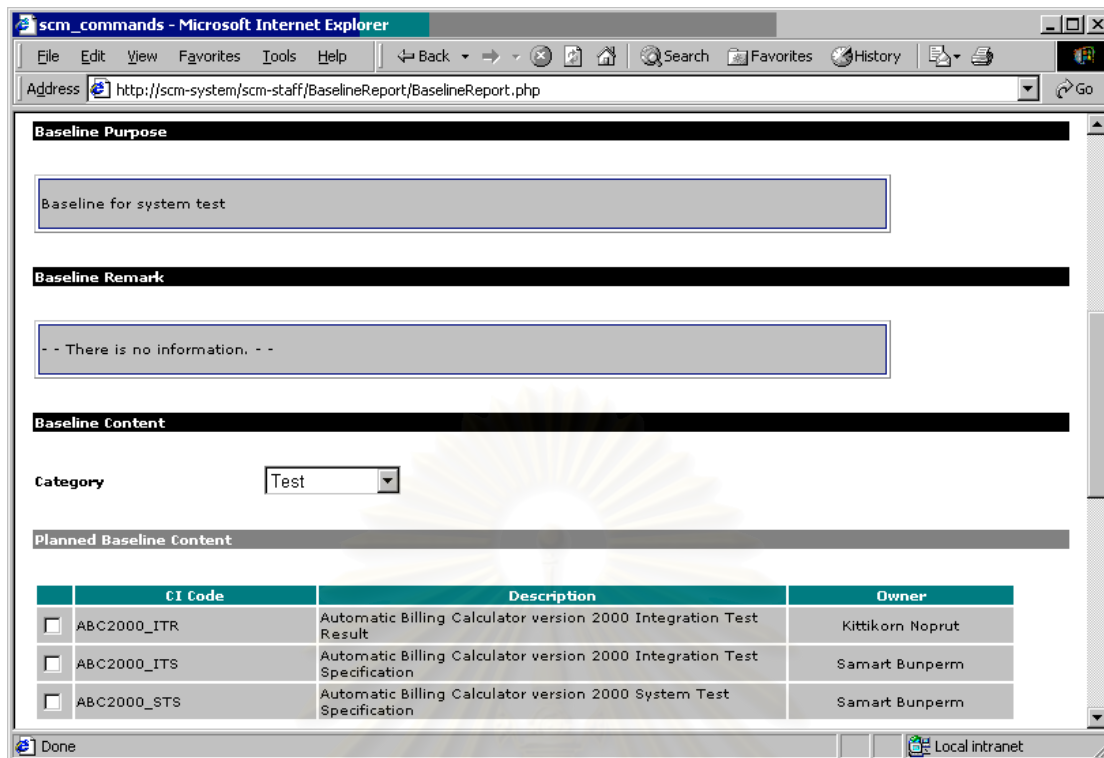 scm_commands - Microsoft Internet Explorer
File Edit View Favorites Tools Help Back Search Favorites History
Address http://scm-system/scm-staff/BaselineReport/BaselineReport.php Go
Baseline Purpose
Baseline for system test
Baseline Remark
- - There is no information. - -
Baseline Content
Category Test
Planned Baseline Content
CI Code Description Owner
ABC2000_ITR Automatic Billing Calculator version 2000 Integration Test Kittikorn Noprut
Result
ABC2000_ITS Automatic Billing Calculator version 2000 Integration Test Samart Bunperm
Specification
ABC2000_STS Automatic Billing Calculator version 2000 System Test Samart Bunperm
Specification
Done Local intranet